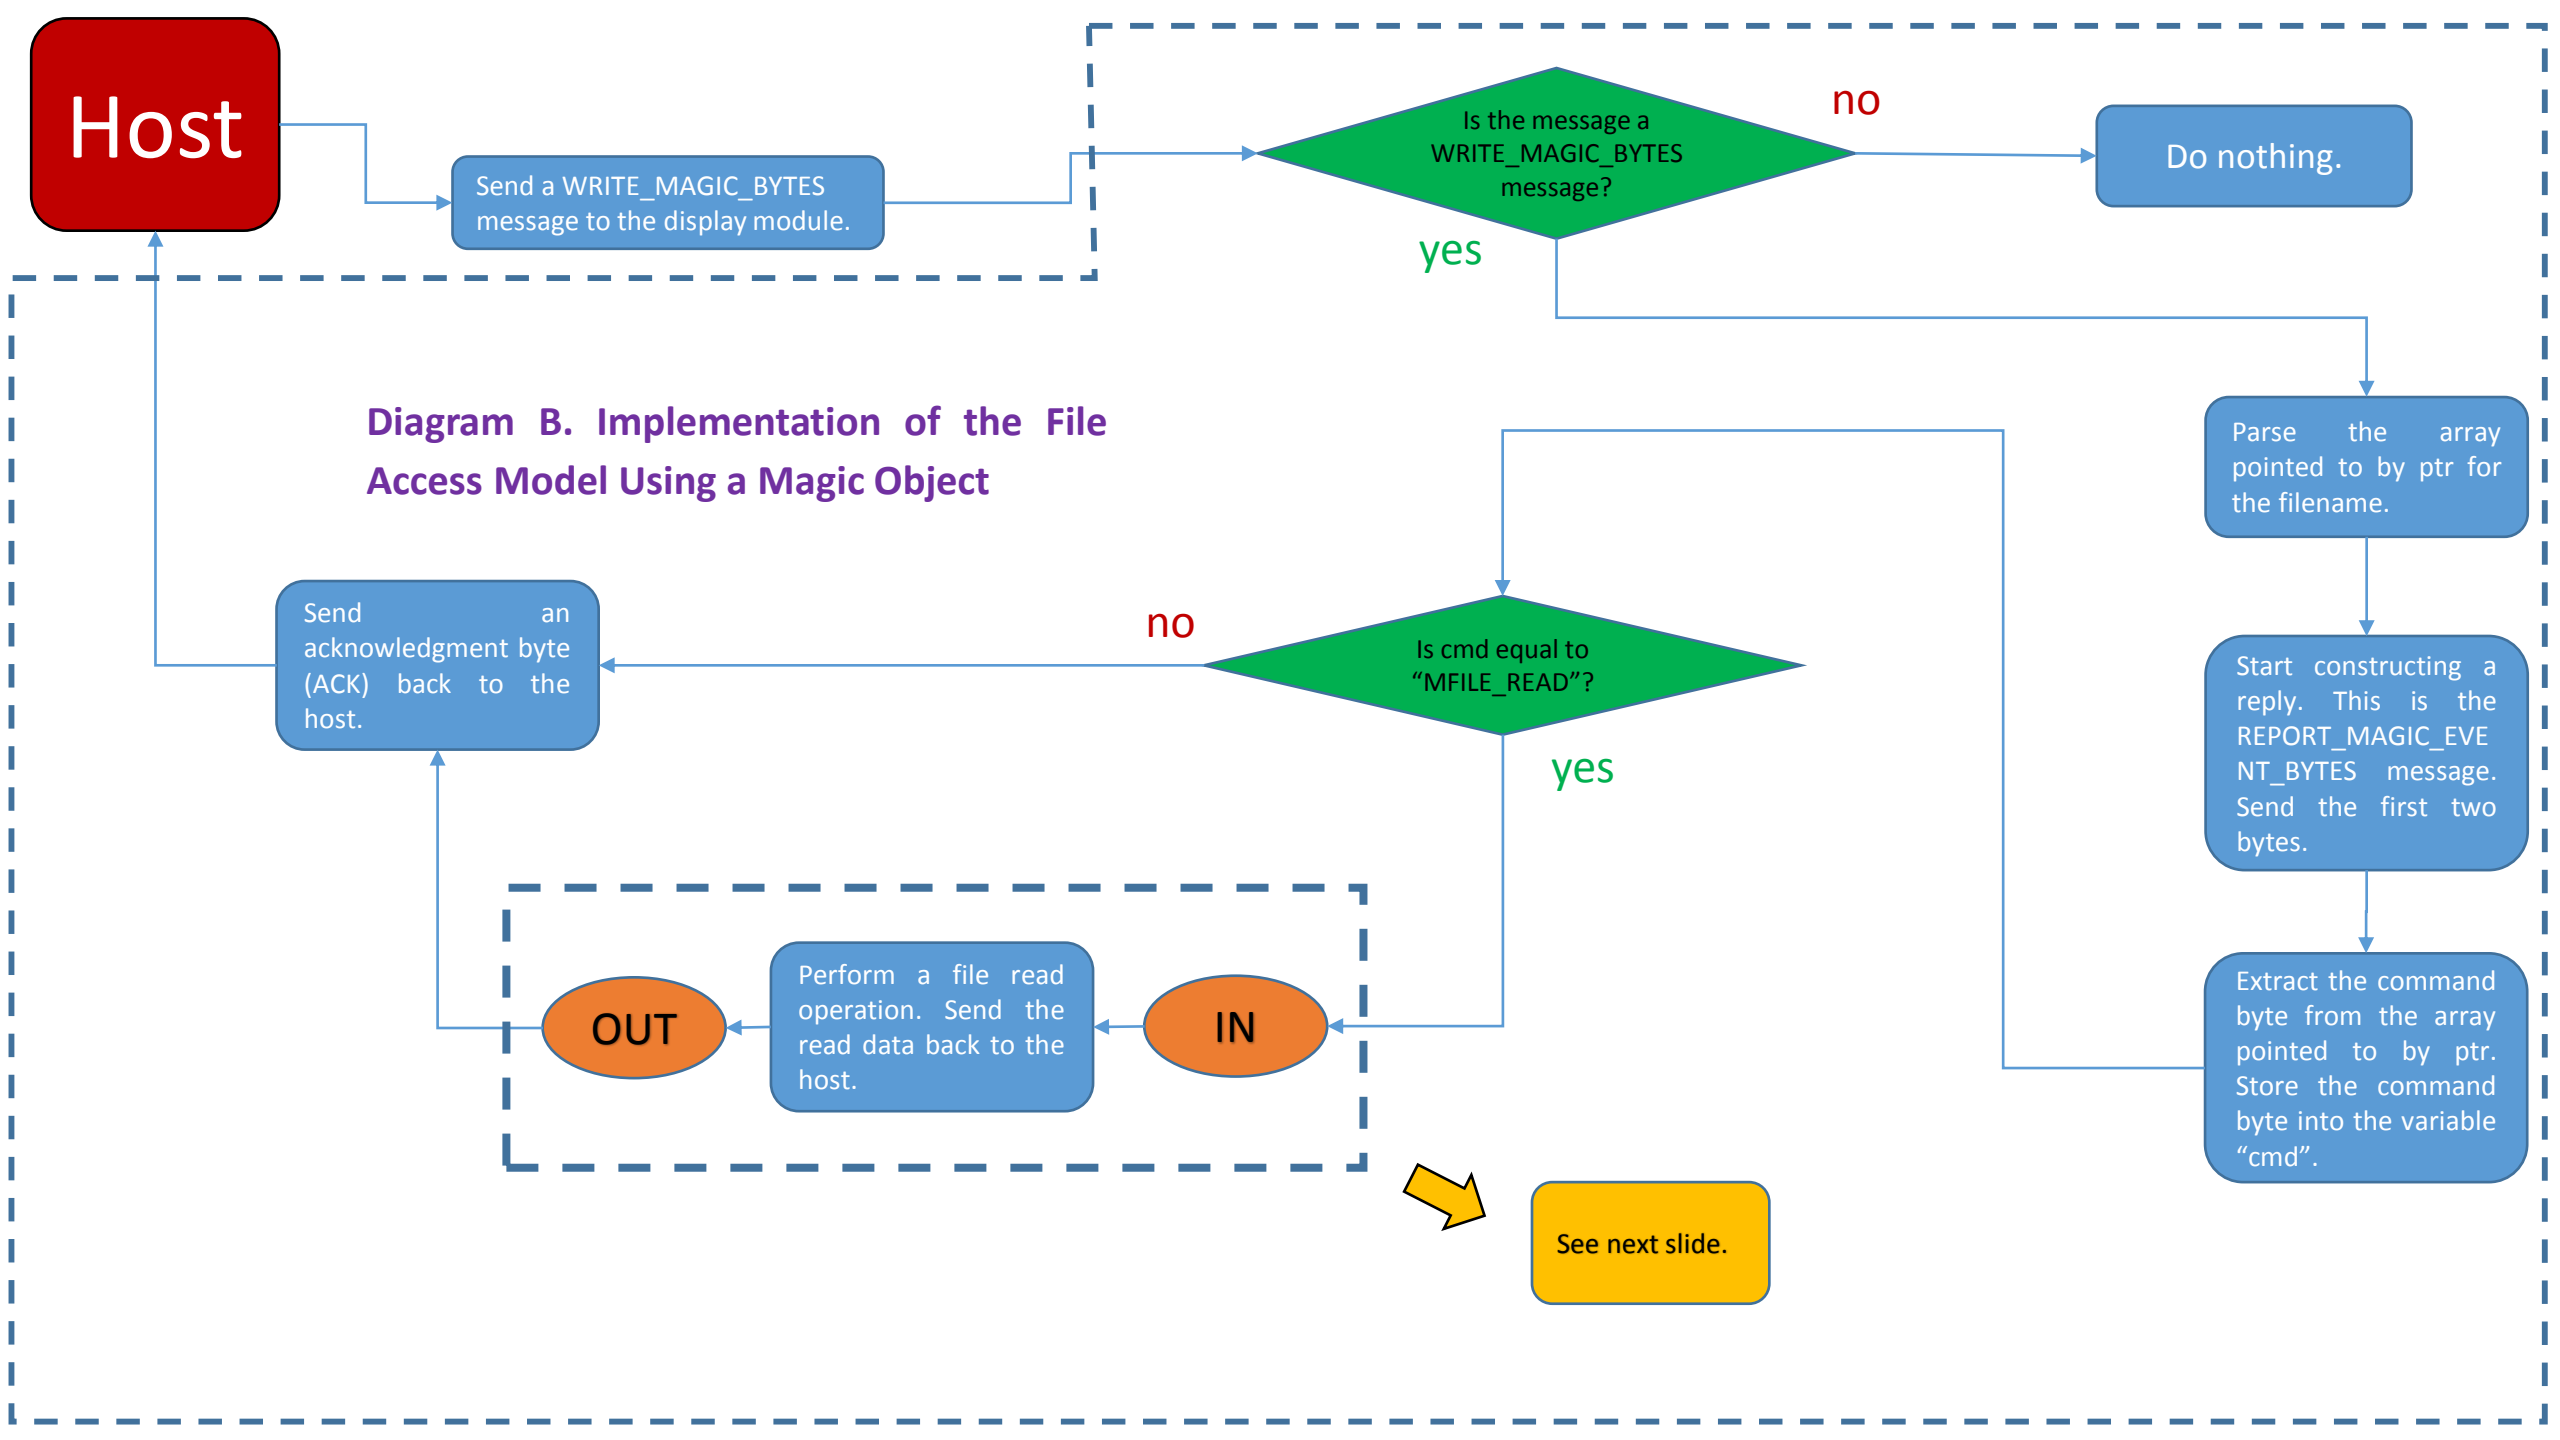 Host
Send a WRITE_MAGIC_BYTES
message to the display module.
Is the message a
WRITE_MAGIC_BYTES
message?
no
Do nothing.
yes
Parse the array
pointed to by ptr for
the filename.
Diagram B. Implementation of the File
Access Model Using a Magic Object
Start constructing a
reply. This is the
REPORT_MAGIC_EVE
NT_BYTES message.
Send the first two
bytes.
Extract the command
byte from the array
pointed to by ptr.
Store the command
byte into the variable
“cmd”.
Is cmd equal to
“MFILE_READ”?
no
Send an
acknowledgment byte
(ACK) back to the
host.
yes
IN
Perform a file read
operation. Send the
read data back to the
host.
OUT
See next slide.